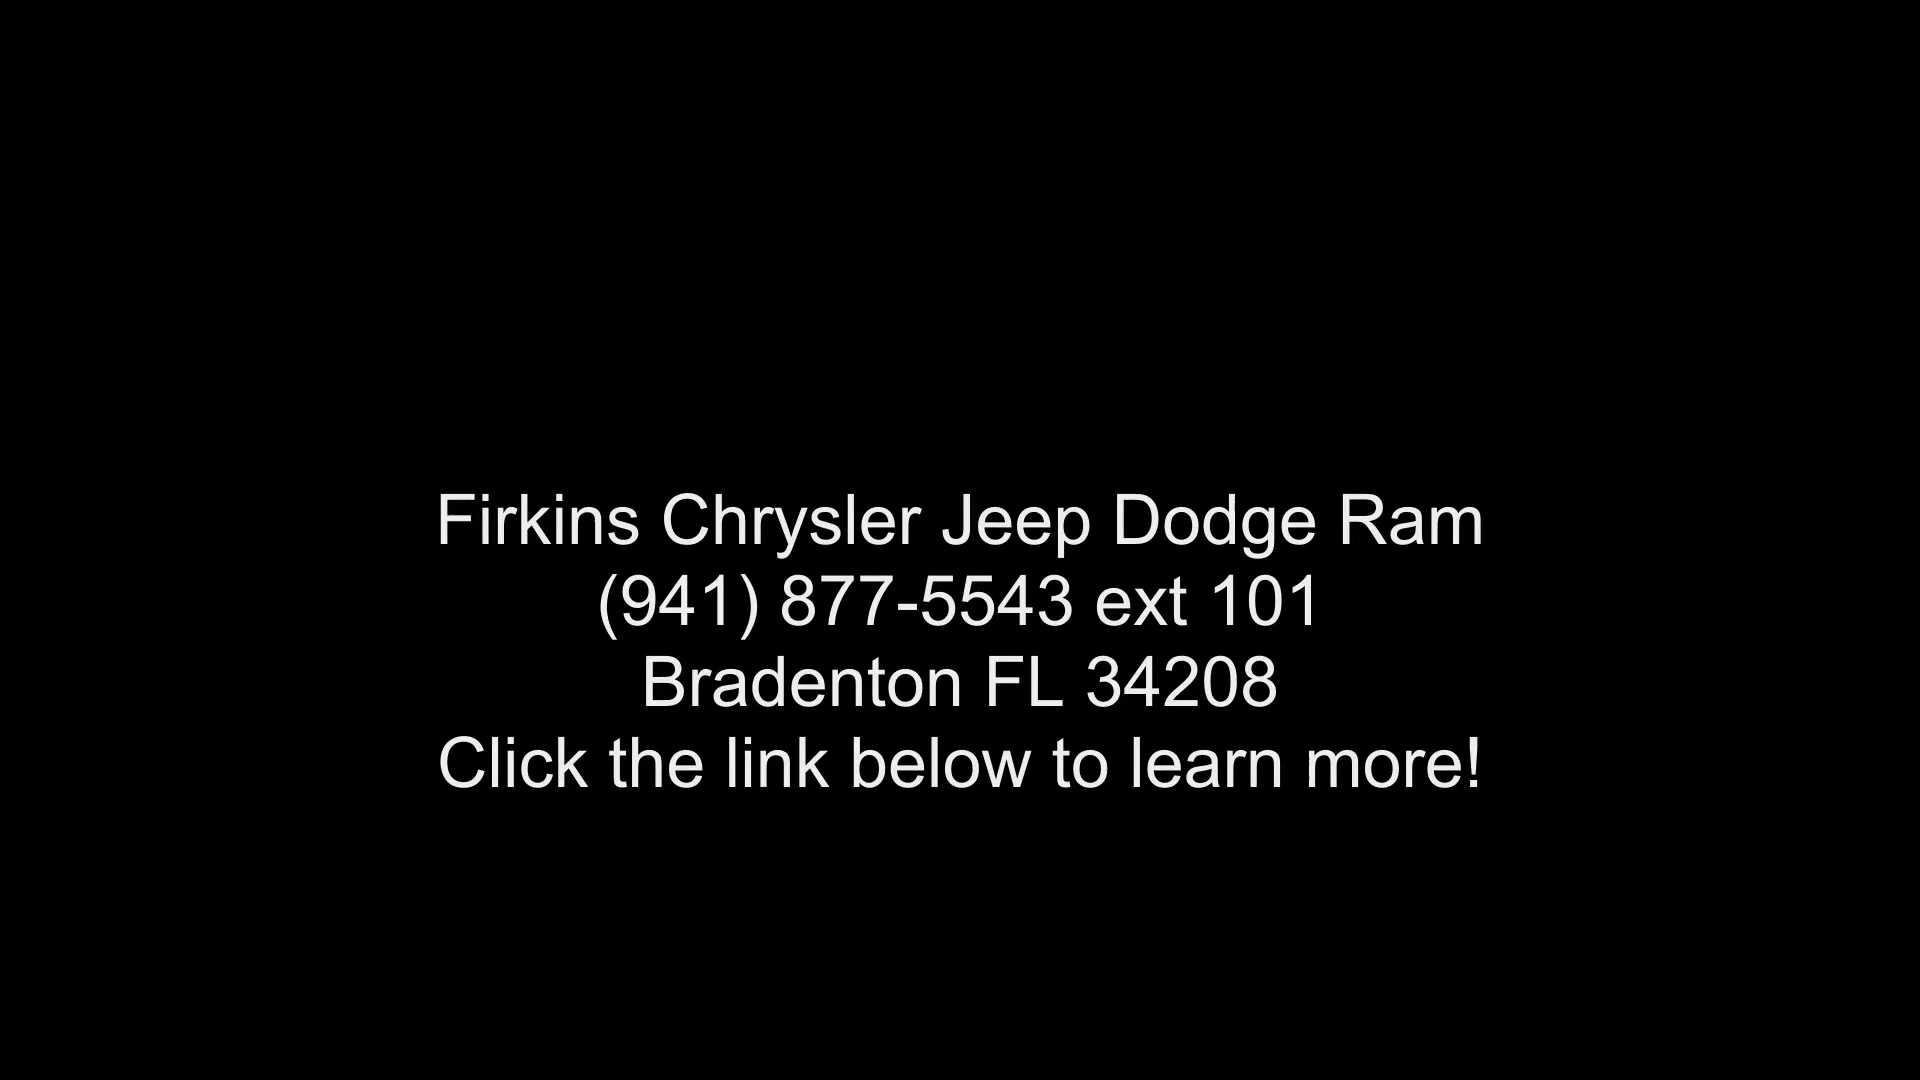 Firkins Chrysler Jeep Dodge Ram
(941) 877-5543 ext 101
Bradenton FL 34208
Click the link below to learn more!